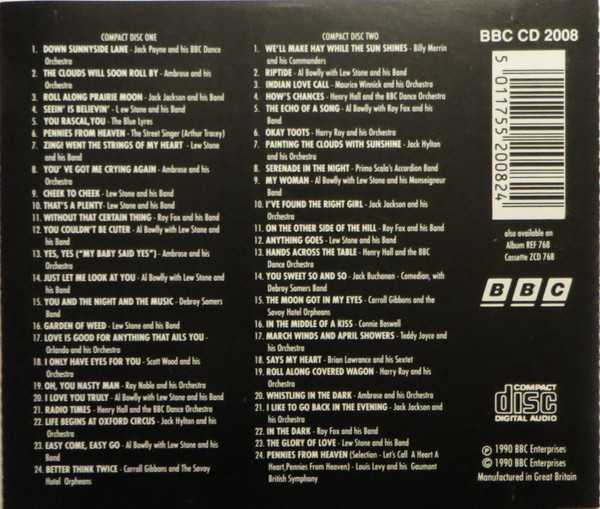 COMPACT DISC ONE
1. DOWN SUNNYSIDE LANE - Jack Payne and his BBC Dance
Orchestra
2. THE CLOUDS WILL SOON ROLL BY - Ambrose and his
Orchestra
3. ROLL ALONG PRAIRIE MOON - Jack Jackson and his Band
4. SEEIN' IS BELIEVIN' - Lew Stone and his Band
5. YOU RASCAL,YOU - The Blue Lyres
6. PENNIES FROM HEAVEN - The Street Singer (Arthur Tracey)
7. ZING! WENT THE STRINGS OF MY HEART - Lew Stone
and his Band
8. YOU' VE GOT ME CRYING AGAIN - Ambrose and his
Orchestra
9. CHEEK TO CHEEK - Lew Stone and his Band
10. THAT'S A PLENTY- Lew Stone and his Band
11. WITHOUT THAT CERTAIN THING - Roy Fox and his Band
12. YOU COULDN'T BE CUTER - Al Bowlly with Lew Stone and
his Band
13. YES, YES ("MY BABY SAID YES") - Ambrose and his
Orchestra
14. JUST LET ME LOOK AT YOU - Al Bowlly with Lew Stone and
his Band
15. YOU AND THE NIGHT AND THE MUSIC - Debroy Somers
Band
16. GARDEN OF WEED - Lew Stone and his Band
17. LOVE IS GOOD FOR ANYTHING THAT AILS YOU -
Orlando and his Orchestra
18. I ONLY HAVE EYES FOR YOU - Scott Wood and his
Orchestra
19. OH, YOU NASTY MAN - Ray Noble and his Orchestra
20. I LOVE YOU TRULY - Al Bowlly with Lew Stone and his Band
21. RADIO TIMES - Henry Hall and the BBC Dance Orchestra
22. LIFE BEGINS AT OXFORD CIRCUS - Jack Hylton and his
Orchestra
23. EASY COME, EASY GO - Al Bowlly with Lew Stone and his
Band
24. BETTER THINK TWICE - Carroll Gibbons and The Savoy
Hotel Orpheans
COMPACT DISC TWO
1. WE'LL MAKE HAY WHILE THE SUN SHINES - Billy Merrin
and his Commanders
2. RIPTIDE - Al Bowlly with Lew Stone and his Band
3. INDIAN LOVE CALL - Maurice Winnick and his Orchestra
4. HOW'S CHANCES - Henry Hall and the BBC Dance Orchestra
5. THE ECHO OF A SONG - Al Bowlly with Roy Fox and his
Band
6. OKAY TOOTS - Harry Roy and his Orchestra
7. PAINTING THE CLOUDS WITH SUNSHINE - Jack Hylton
and his Orchestra
8. SERENADE IN THE NIGHT - Primo Scala's Accordion Band
9. MY WOMAN - Al Bowlly with Lew Stone and his Monseigneur
Band
10. I'VE FOUND THE RIGHT GIRL - Jack Jackson and his
Orchestra
11. ON THE OTHER SIDE OF THE HILL - Roy Fox and his Band
12. ANYTHING GOES - Lew Stone and his Band
13. HANDS ACROSS THE TABLE - Henry Hall and the BBC
Dance Orchestra
14. YOU SWEET SO AND SO - Jack Buchanan - Comedian, with
Debroy Somers Band
15. THE MOON GOT IN MY EYES - Carroll Gibbons and the
Savoy Hotel Orpheans
16. IN THE MIDDLE OF A KISS - Connie Boswell
17. MARCH WINDS AND APRIL SHOWERS - Teddy Joyce and
his Orchestra
18. SAYS MY HEART - Brian Lawrance and his Sextet
19. ROLL ALONG COVERED WAGON - Harry Roy and his
Orchestra
20. WHISTLING IN THE DARK - Ambrose and his Orchestra
21. I LIKE TO GO BACK IN THE EVENING - Jack Jackson and his
Orchestra
22. IN THE DARK - Roy Fox and his Band
23. THE GLORY OF LOVE - Lew Stone and his Band
24. PENNIES FROM HEAVEN (Selection - Let's Call A Heart A
Heart,Pennies From Heaven) - Louis Levy and his Gaumont
British Symphony
BBC CD 2008
5 011755 200824
also available on
Album REF 768
Cassette ZCD 768
BBC
COMPACT
disc
DIGITAL AUDIO
℗ 1990 BBC Enterprises
© 1990 BBC Enterprises
Manufactured in Great Britain